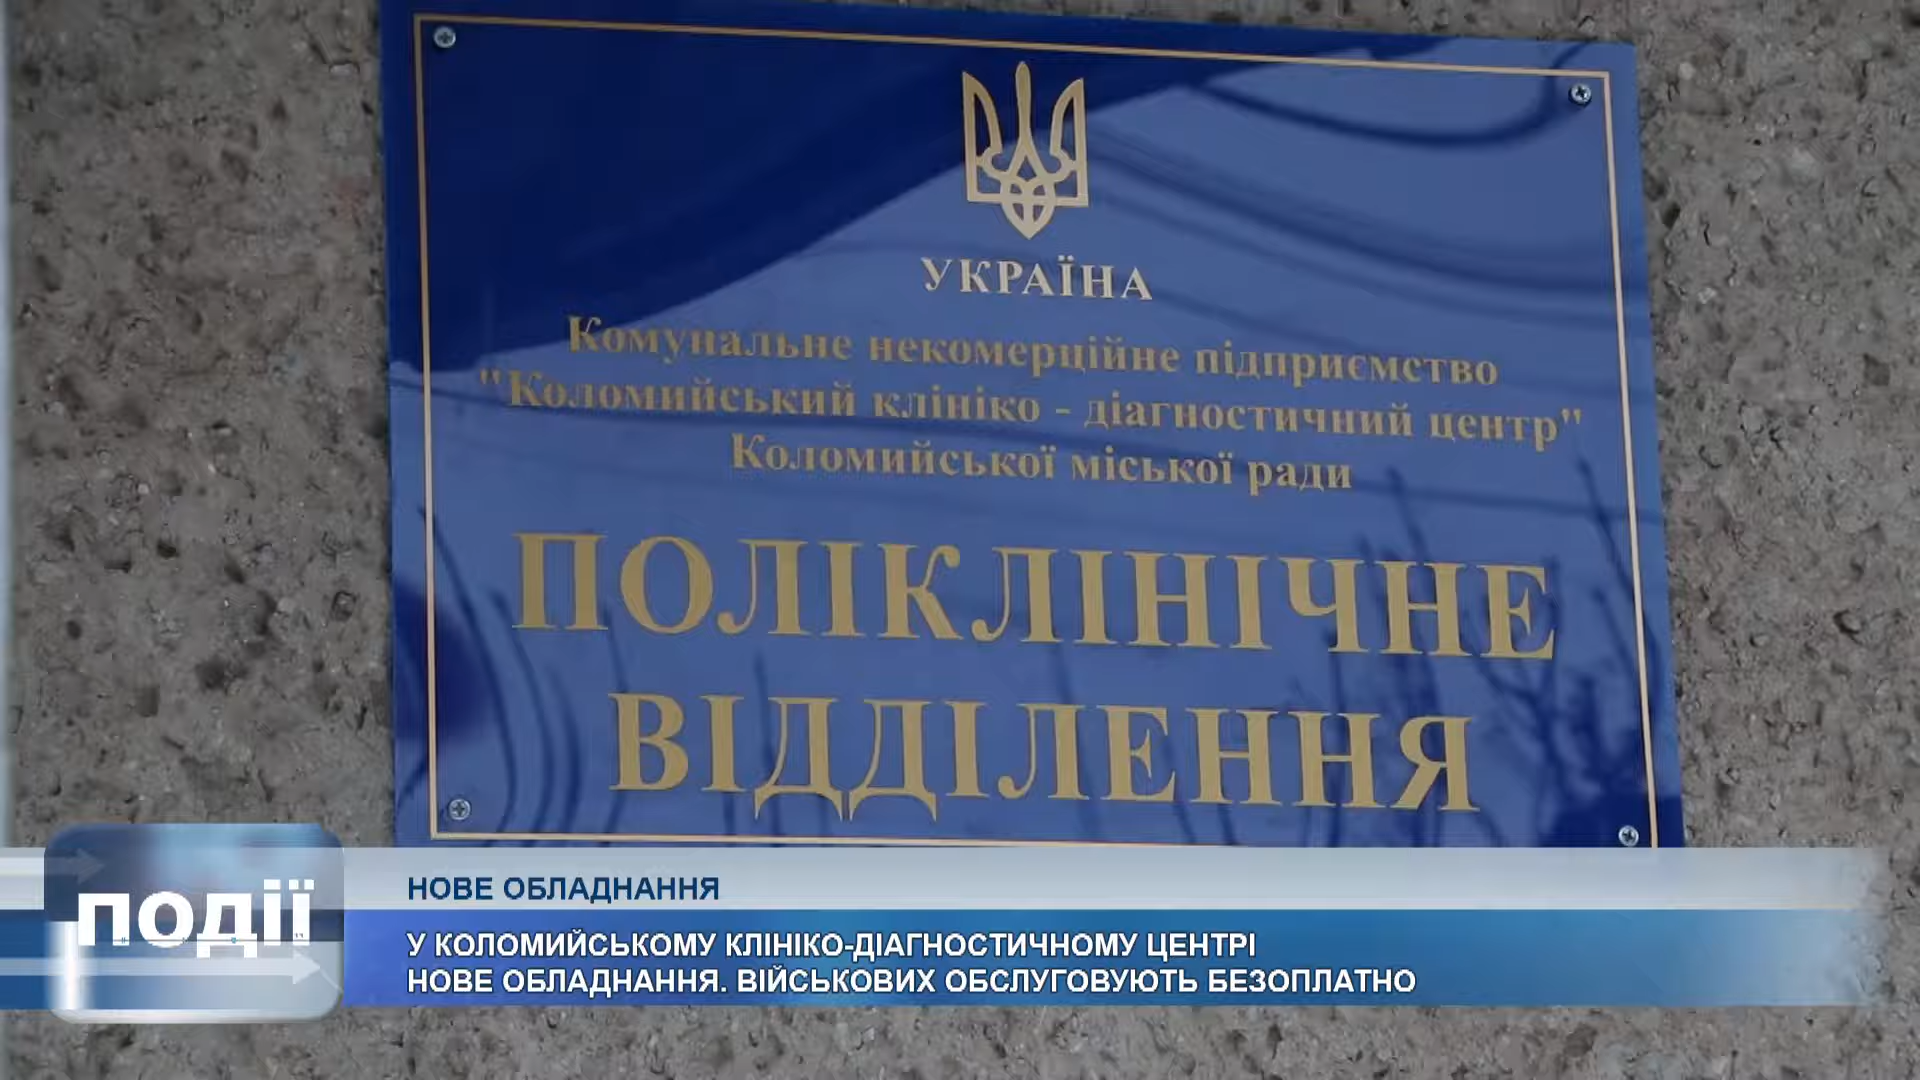 УКРАЇНА
Комунальне некомерційне підприємство
"Коломийський клініко - діагностичний центр"
Коломийської міської ради
ПОЛІКЛІНІЧНЕ
ВІДДІЛЕННЯ
події
НОВЕ ОБЛАДНАННЯ
У КОЛОМИЙСЬКОМУ КЛІНІКО-ДІАГНОСТИЧНОМУ ЦЕНТРІ
НОВЕ ОБЛАДНАННЯ. ВІЙСЬКОВИХ ОБСЛУГОВУЮТЬ БЕЗОПЛАТНО